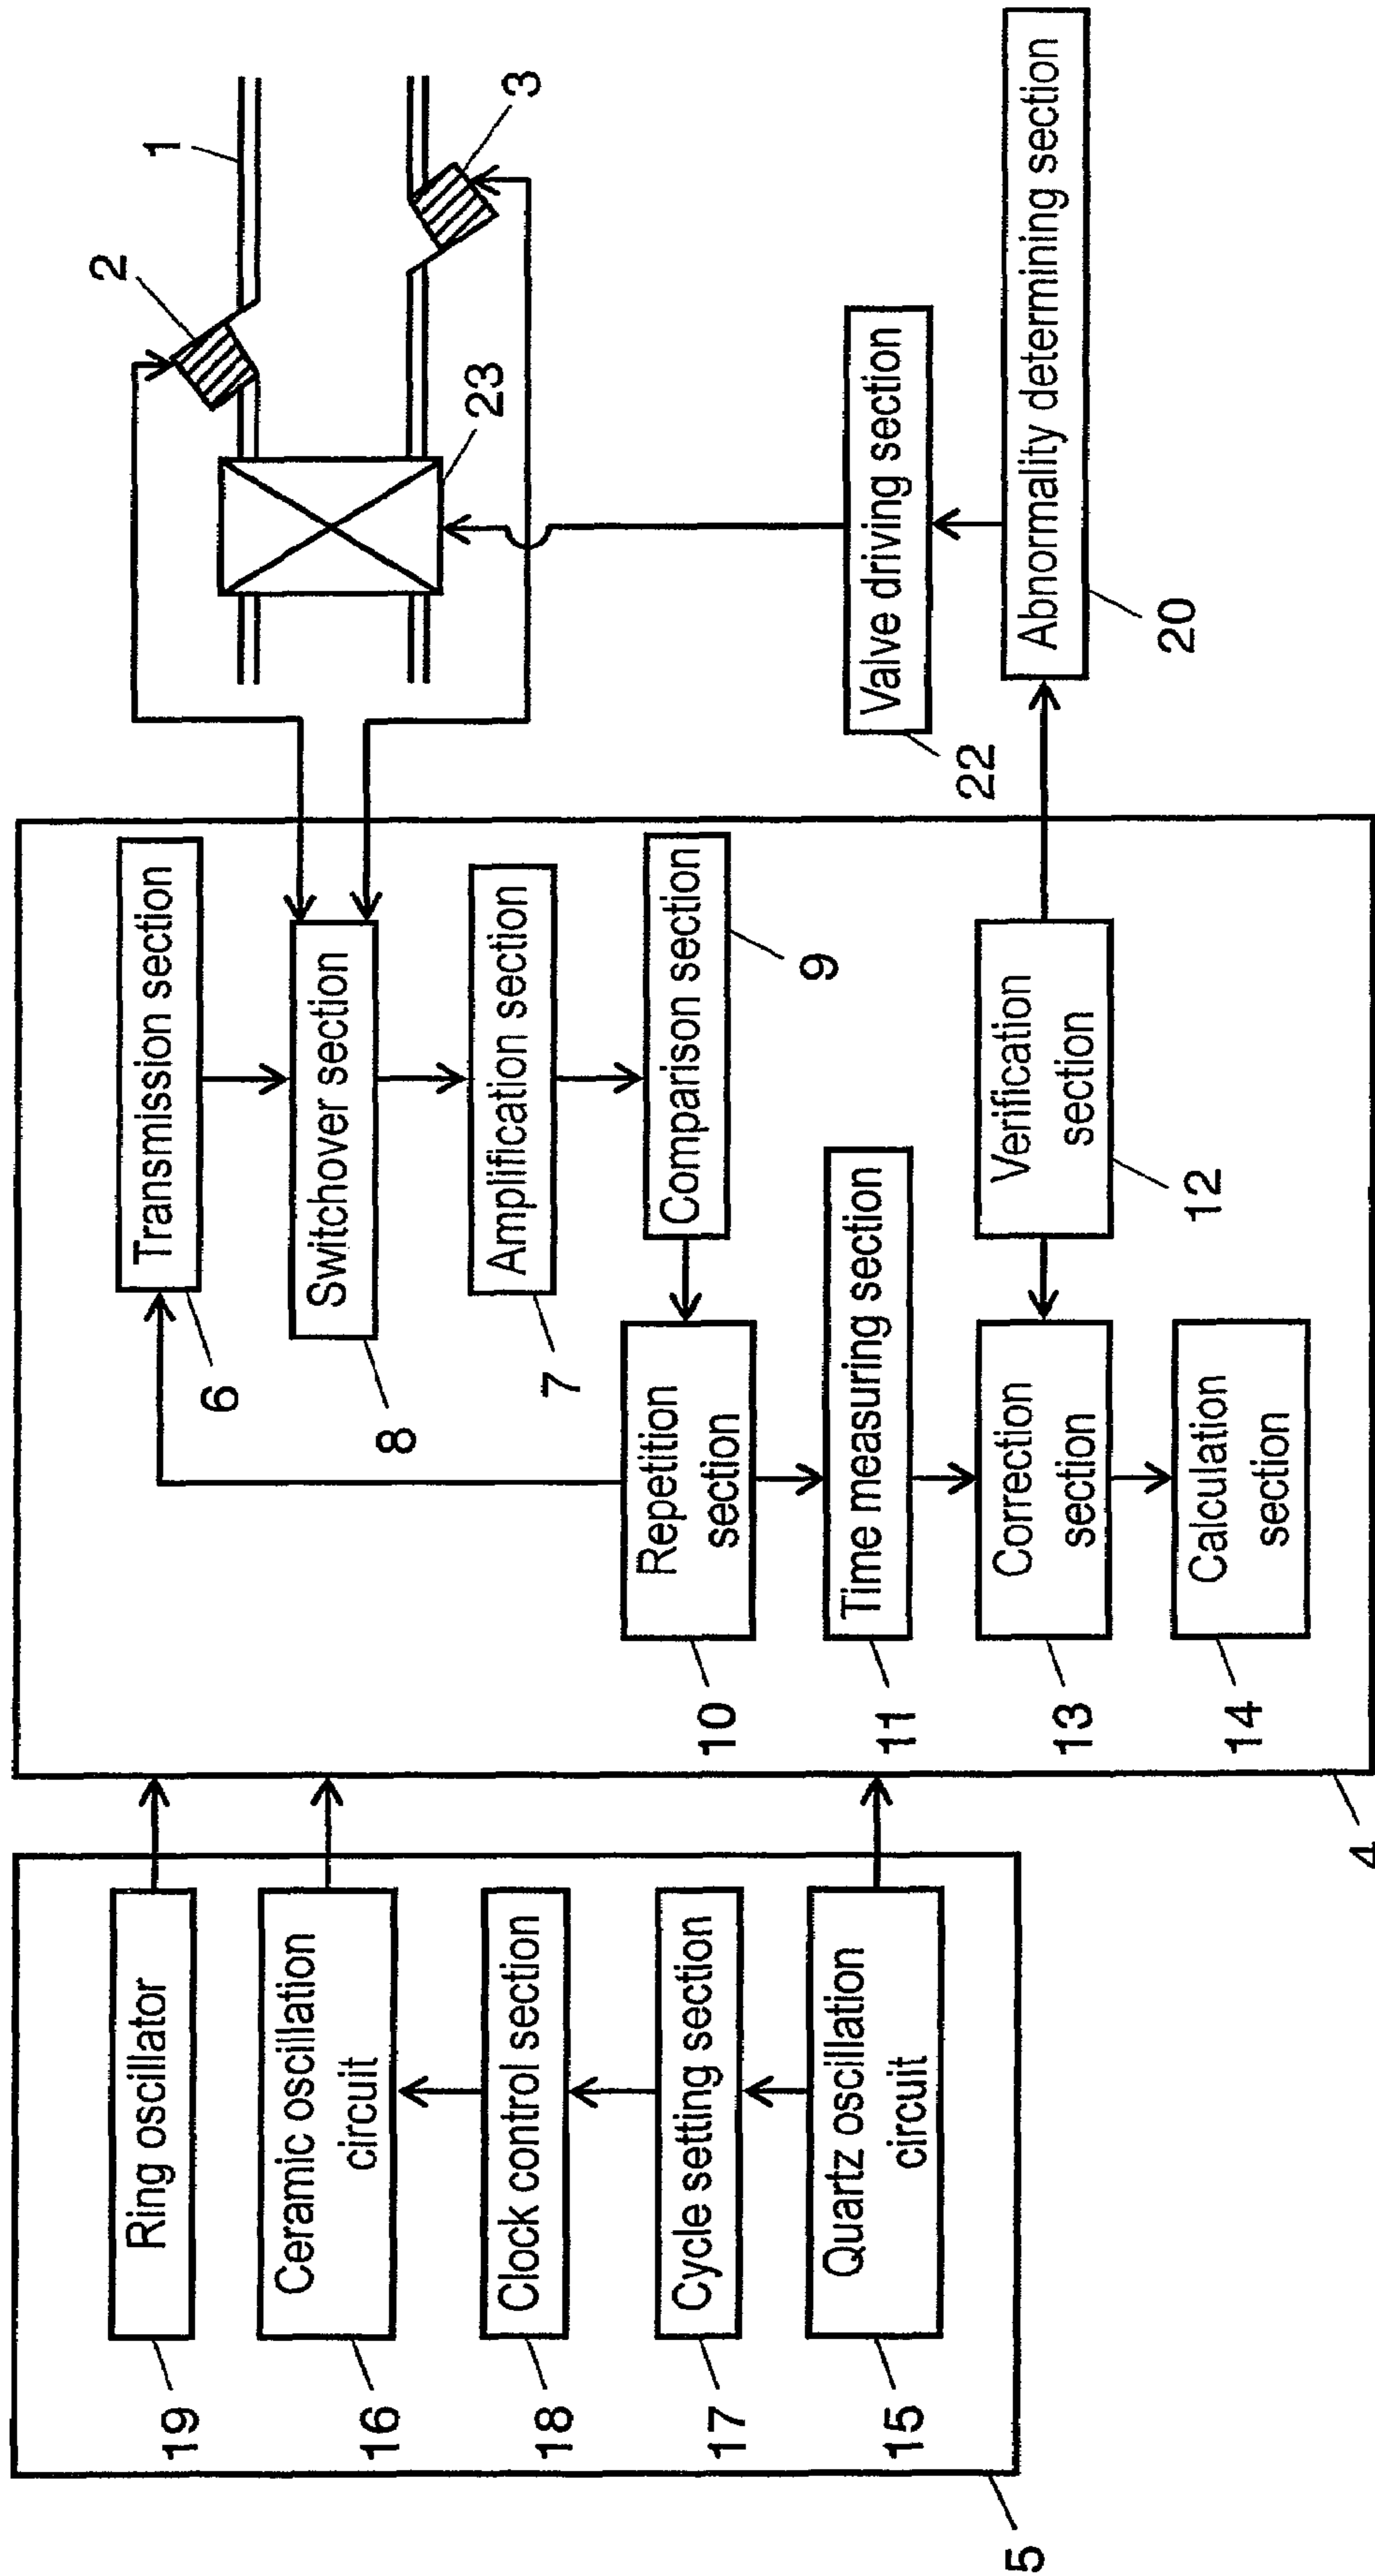 1
2
3
23
Transmission section
6
Switchover section
8
Amplification section
7
Comparison section
9
Repetition
section
10
Time measuring section
11
Verification
section
12
Correction
section
13
Calculation
section
14
4
Valve driving section
22
Abnormality determining section
20
Ring oscillator
19
Ceramic oscillation
circuit
16
Clock control section
18
Cycle setting section
17
Quartz oscillation
circuit
15
5